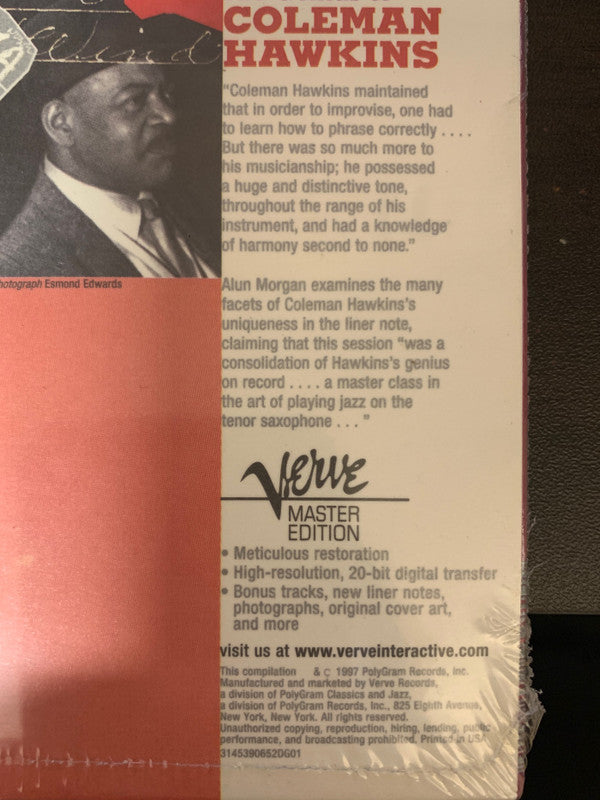 COLEMAN
HAWKINS
Wind
"Coleman Hawkins maintained
that in order to improvise, one had
to learn how to phrase correctly . . . .
But there was so much more to
his musicianship; he possessed
a huge and distinctive tone,
throughout the range of his
instrument, and had a knowledge
of harmony second to none."
Photograph Esmond Edwards
Alun Morgan examines the many
facets of Coleman Hawkins's
uniqueness in the liner note,
claiming that this session "was a
consolidation of Hawkins's genius
on record . . . . a master class in
the art of playing jazz on the
tenor saxophone . . . "
Verve
MASTER
EDITION
• Meticulous restoration
• High-resolution, 20-bit digital transfer
• Bonus tracks, new liner notes,
photographs, original cover art,
and more
visit us at www.verveinteractive.com
This compilation & © 1997 PolyGram Records, Inc.
Manufactured and marketed by Verve Records,
a division of PolyGram Classics and Jazz,
a division of PolyGram Records, Inc., 825 Eighth Avenue,
New York, New York. All rights reserved.
Unauthorized copying, reproduction, hiring, lending, public
performance, and broadcasting prohibited. Printed in USA
3145390652DG01